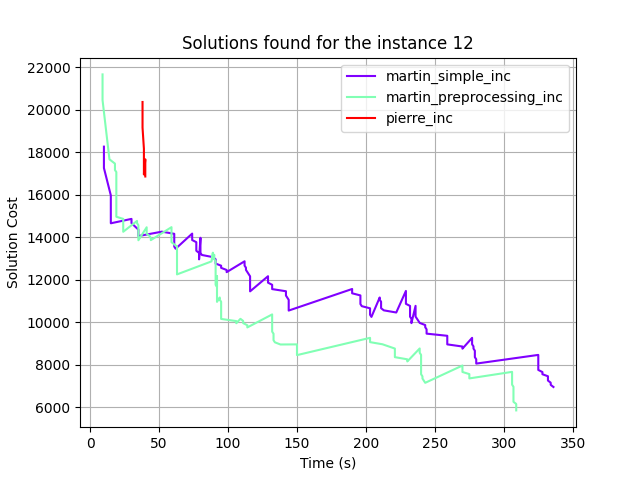 Solutions found for the instance 12
martin_simple_inc
martin_preprocessing_inc
pierre_inc
22000
20000
18000
16000
14000
12000
10000
8000
6000
Solution Cost
0 50 100 150 200 250 300 350
Time (s)